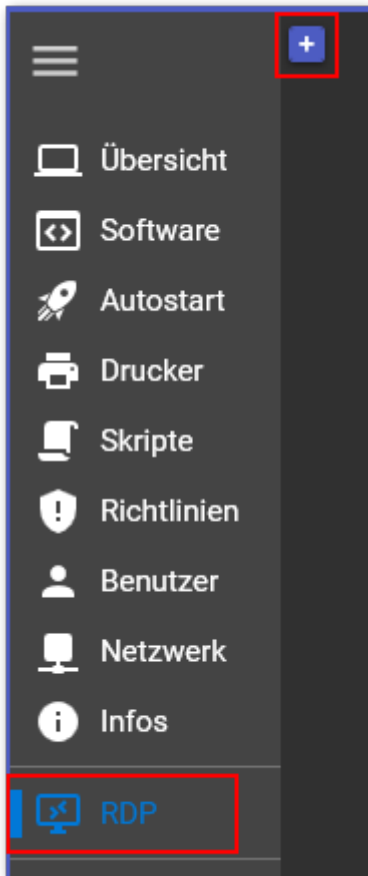 +
Übersicht
Software
Autostart
Drucker
Skripte
Richtlinien
Benutzer
Netzwerk
Infos
RDP